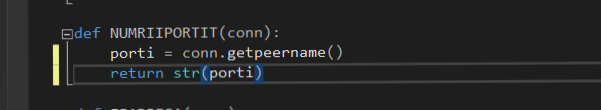 def NUMRIIPORTIT(conn):
    porti = conn.getpeername()
    return str(porti)